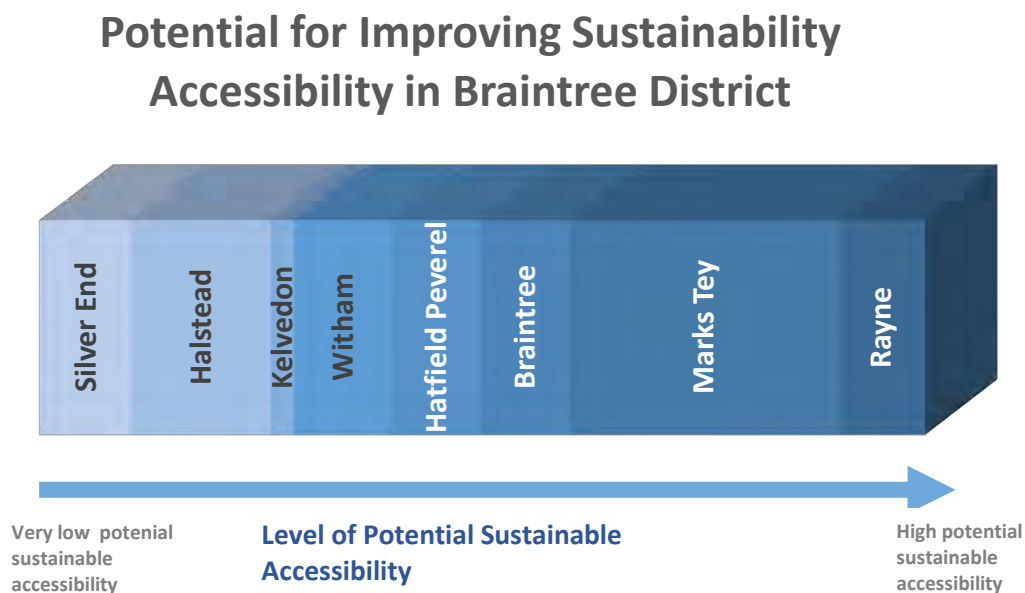 Potential for Improving Sustainability
Accessibility in Braintree District
Silver End
Halstead
Kelvedon
Witham
Hatfield Peverel
Braintree
Marks Tey
Rayne
Very low potenial
sustainable
accessibility
Level of Potential Sustainable
Accessibility
High potential
sustainable
accessibility